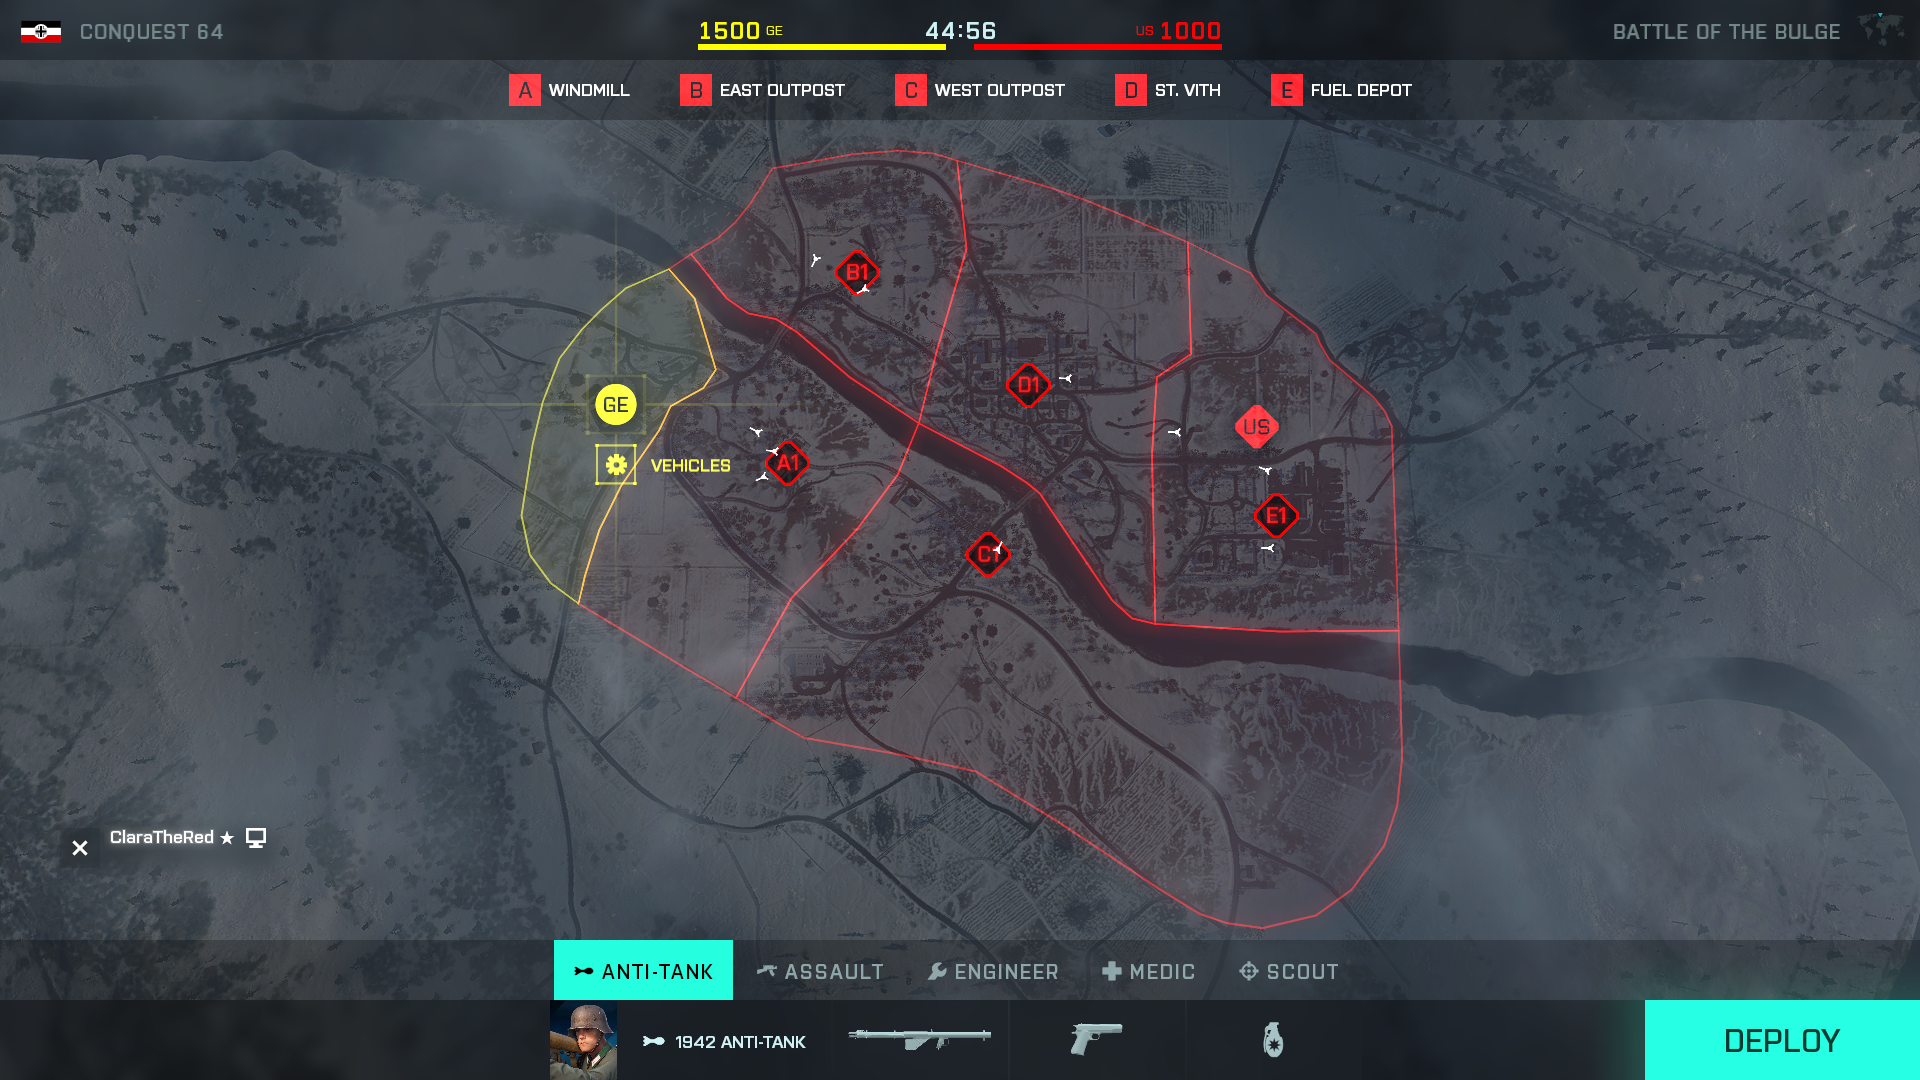 CONQUEST 64
1500 GE
44:56
US 1000
BATTLE OF THE BULGE
A WINDMILL
B EAST OUTPOST
C WEST OUTPOST
D ST. VITH
E FUEL DEPOT
B1
D1
GE
US
VEHICLES
A1
E1
C1
ClaraTheRed
ANTI-TANK
ASSAULT
ENGINEER
MEDIC
SCOUT
1942 ANTI-TANK
DEPLOY